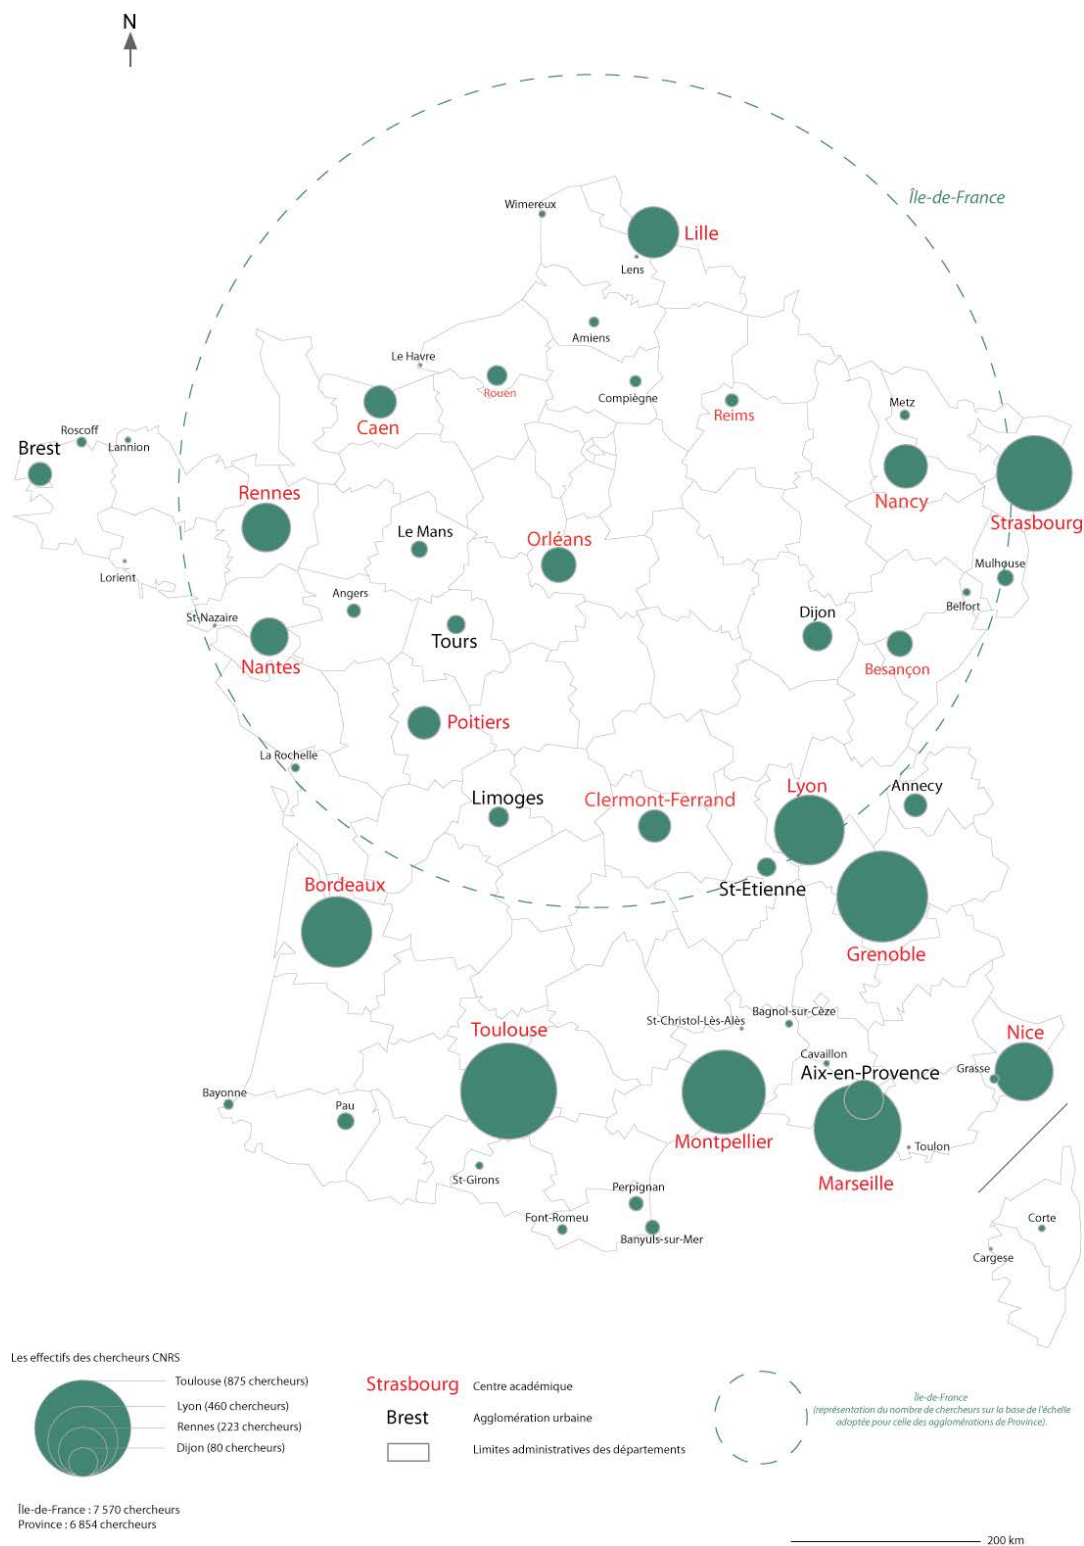 N
Île-de-France
Wimereux
Lille
Lens
Amiens
Le Havre
Rouen
Compiègne
Reims
Metz
Caen
Roscoff
Lannion
Brest
Rennes
Nancy
Strasbourg
Le Mans
Orléans
Mulhouse
Lorient
Angers
Belfort
St-Nazaire
Dijon
Tours
Nantes
Besançon
Poitiers
La Rochelle
Limoges
Clermont-Ferrand
Lyon
Annecy
St-Etienne
Bordeaux
Grenoble
St-Christol-Lès-Alès
Bagnol-sur-Cèze
Toulouse
Nice
Cavaillon
Aix-en-Provence
Grasse
Bayonne
Pau
Montpellier
Toulon
St-Girons
Marseille
Perpignan
Font-Romeu
Banyuls-sur-Mer
Corte
Cargese
Les effectifs des chercheurs CNRS
Toulouse (875 chercheurs)
Lyon (460 chercheurs)
Rennes (223 chercheurs)
Dijon (80 chercheurs)
Île-de-France : 7 570 chercheurs
Province : 6 854 chercheurs
Strasbourg Centre académique
Brest Agglomération urbaine
Limites administratives des départements
Île-de-France
(représentation du nombre de chercheurs sur la base de l'échelle
adoptée pour celle des agglomérations de Province).
200 km